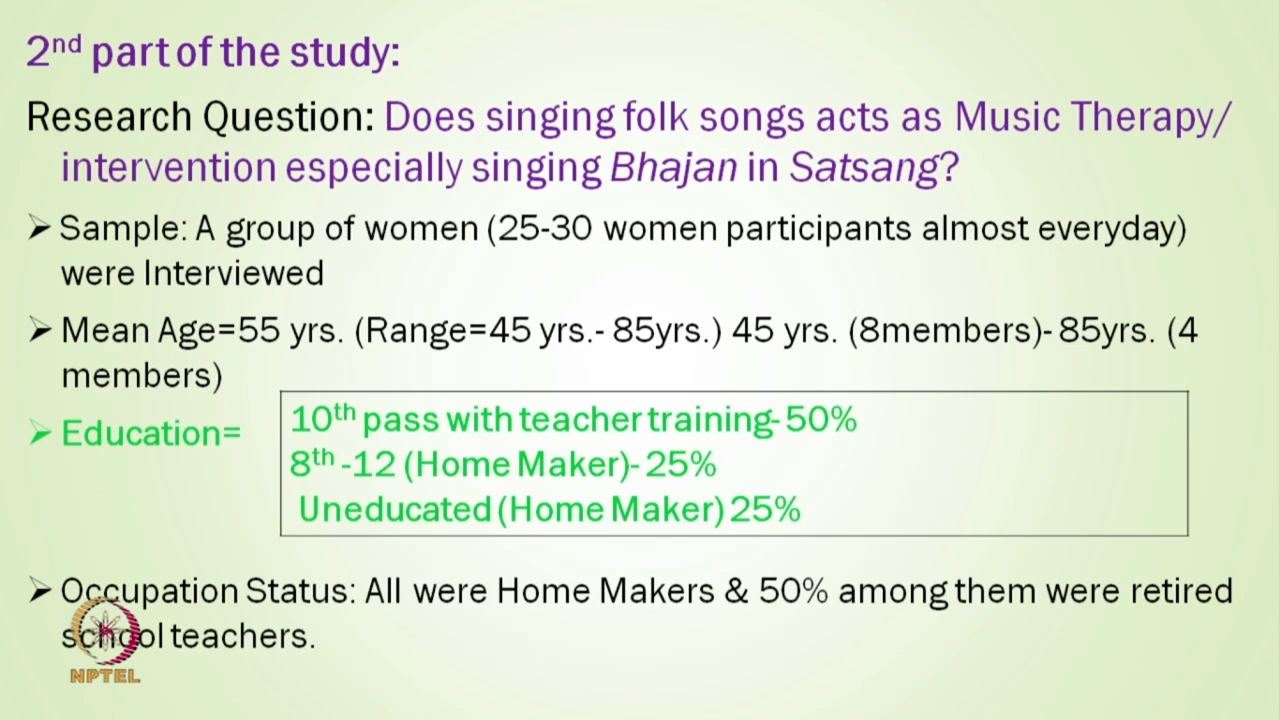 2nd part of the study:
Research Question: Does singing folk songs acts as Music Therapy/
intervention especially singing Bhajan in Satsang?
➤ Sample: A group of women (25-30 women participants almost everyday)
were Interviewed
➤ Mean Age=55 yrs. (Range=45 yrs.- 85yrs.) 45 yrs. (8members)- 85yrs. (4
members)
➤ Education=
10th pass with teacher training- 50%
8th -12 (Home Maker)- 25%
Uneducated (Home Maker) 25%
➤ Occupation Status: All were Home Makers & 50% among them were retired
school teachers.
NPTEL